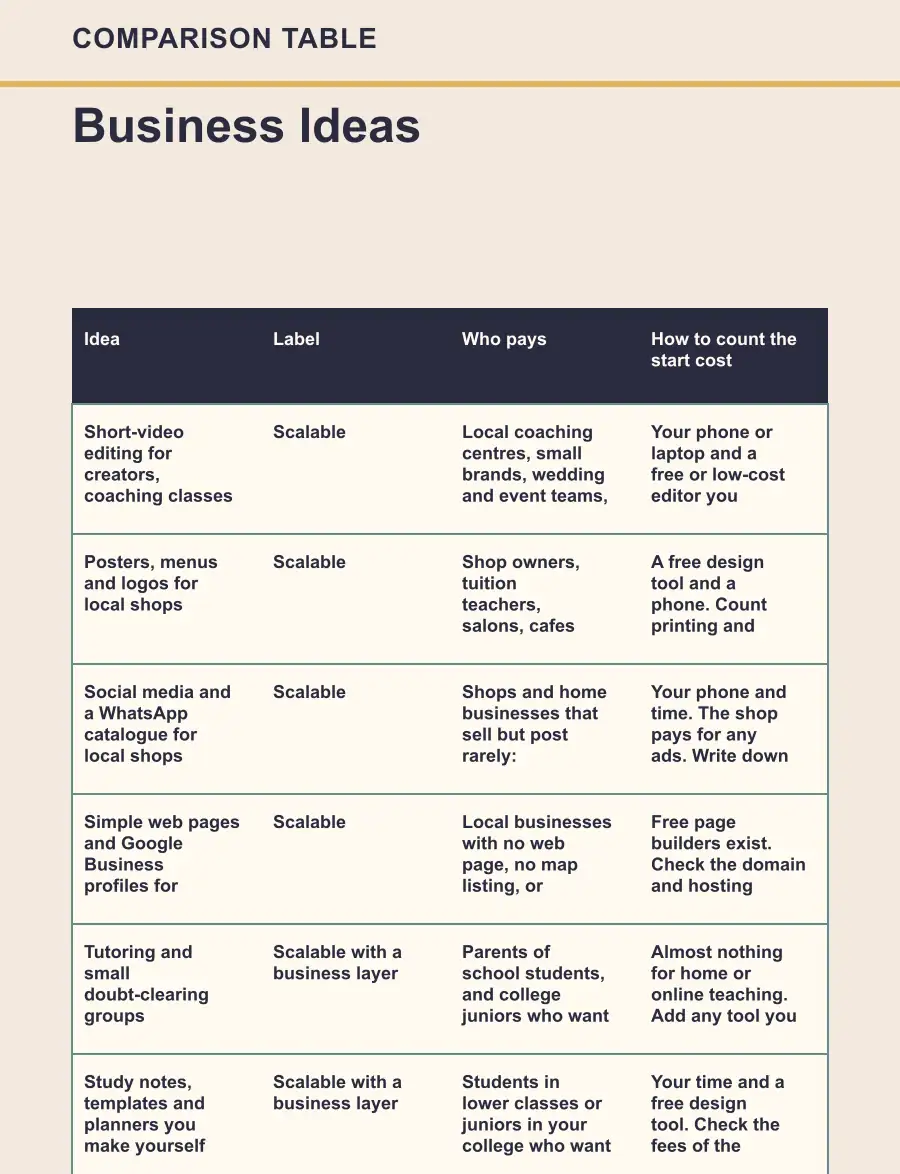 COMPARISON TABLE
Business Ideas
Idea
Label
Who pays
How to count the
start cost
Short-video
editing for
creators,
coaching classes
Scalable
Local coaching
centres, small
brands, wedding
and event teams,
Your phone or
laptop and a
free or low-cost
editor you
Posters, menus
and logos for
local shops
Scalable
Shop owners,
tuition
teachers,
salons, cafes
A free design
tool and a
phone. Count
printing and
Social media and
a WhatsApp
catalogue for
local shops
Scalable
Shops and home
businesses that
sell but post
rarely:
Your phone and
time. The shop
pays for any
ads. Write down
Simple web pages
and Google
Business
profiles for
Scalable
Local businesses
with no web
page, no map
listing, or
Free page
builders exist.
Check the domain
and hosting
Tutoring and
small
doubt-clearing
groups
Scalable with a
business layer
Parents of
school students,
and college
juniors who want
Almost nothing
for home or
online teaching.
Add any tool you
Study notes,
templates and
planners you
make yourself
Scalable with a
business layer
Students in
lower classes or
juniors in your
college who want
Your time and a
free design
tool. Check the
fees of the